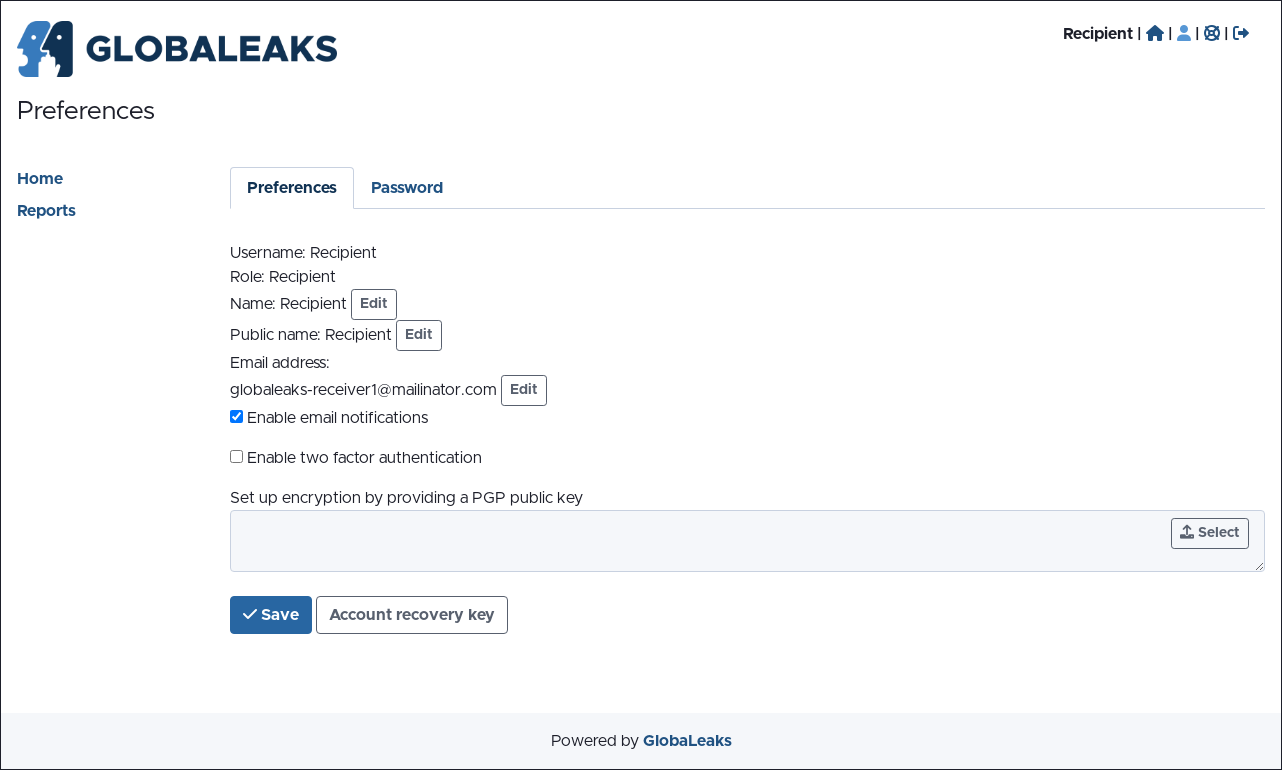 GLOBALEAKS
Recipient | | | |
Preferences
Home
Reports
Preferences Password
Username: Recipient
Role: Recipient
Name: Recipient Edit
Public name: Recipient Edit
Email address:
globaleaks-receiver1@mailinator.com Edit
Enable email notifications
Enable two factor authentication
Set up encryption by providing a PGP public key
Select
Save Account recovery key
Powered by GlobaLeaks